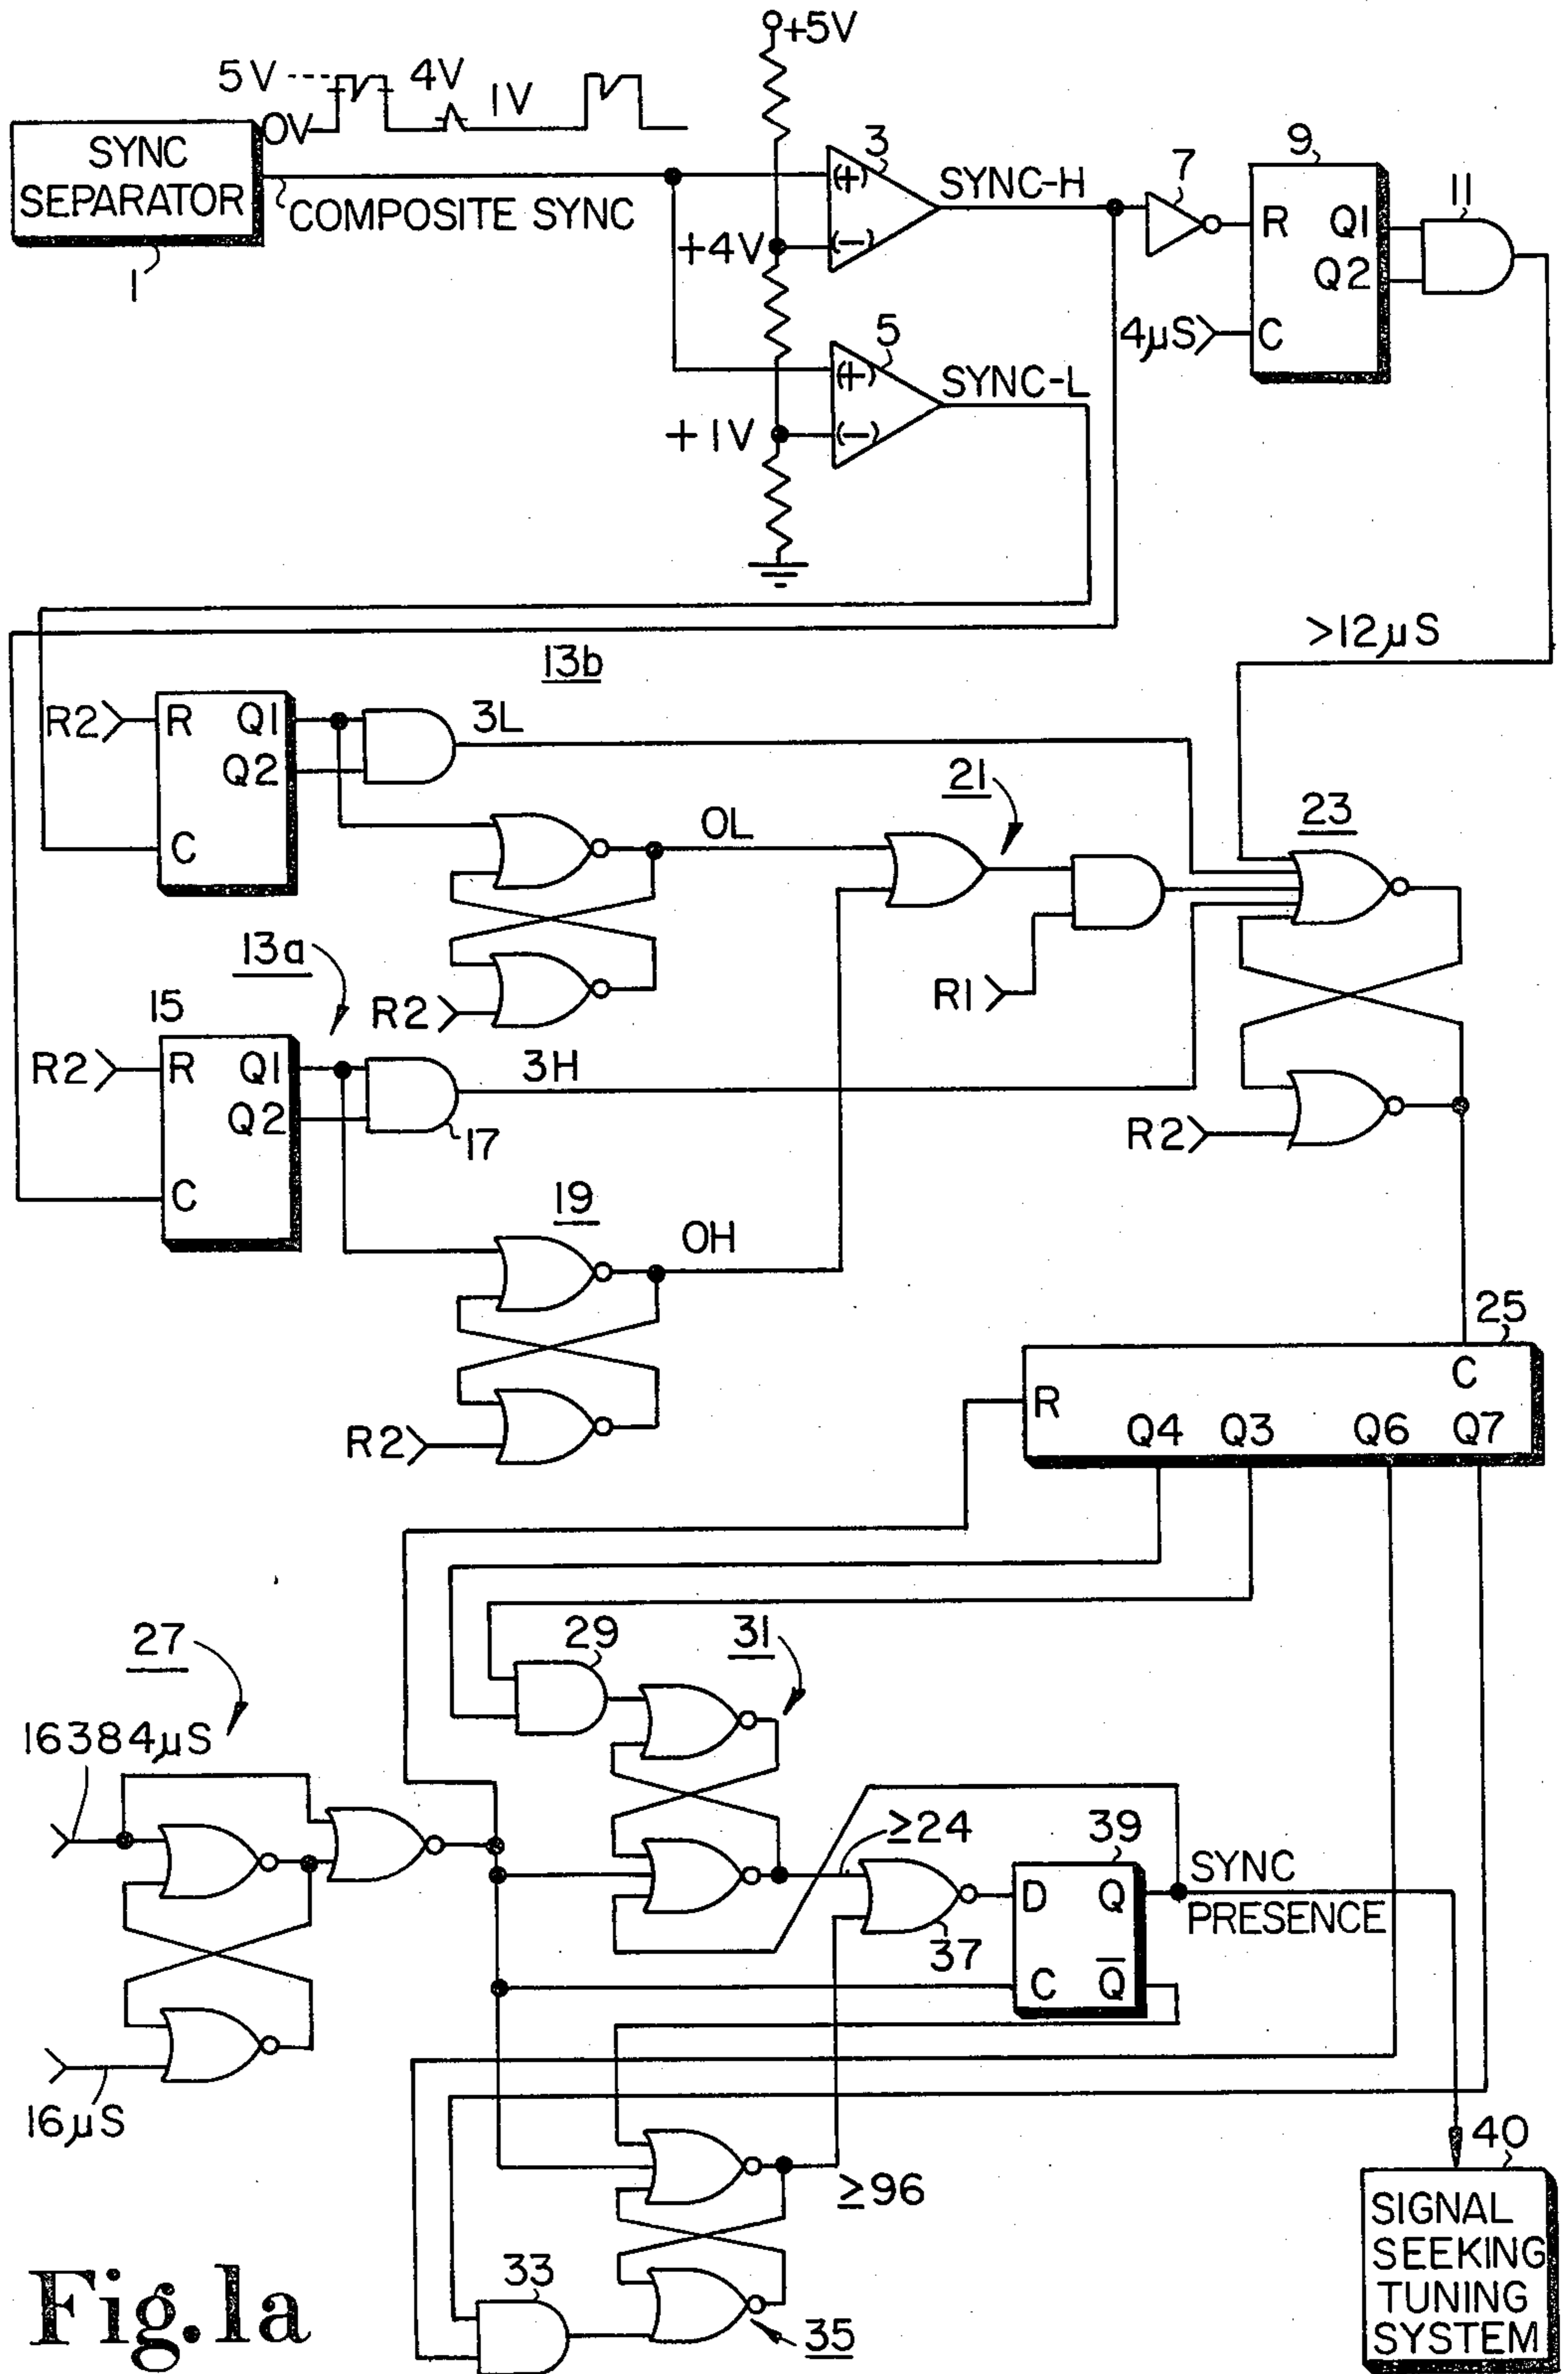 +5V
5V
4V
1V
0V
SYNC
SEPARATOR
COMPOSITE SYNC
1
3
(+)
(-)
+4V
SYNC-H
5
(+)
(-)
+1V
SYNC-L
7
9
R
Q1
Q2
4µS
C
11
>12µS
13b
R2
R
Q1
Q2
C
3L
OL
21
23
13a
R2
R1
15
R2
R
Q1
Q2
C
3H
17
R2
19
OH
R2
25
C
R
Q4
Q3
Q6
Q7
27
29
31
16384µS
≥24
39
SYNC
PRESENCE
D
Q
C
Q̅
37
16µS
≥96
40
33
35
SIGNAL
SEEKING
TUNING
SYSTEM
Fig.1a